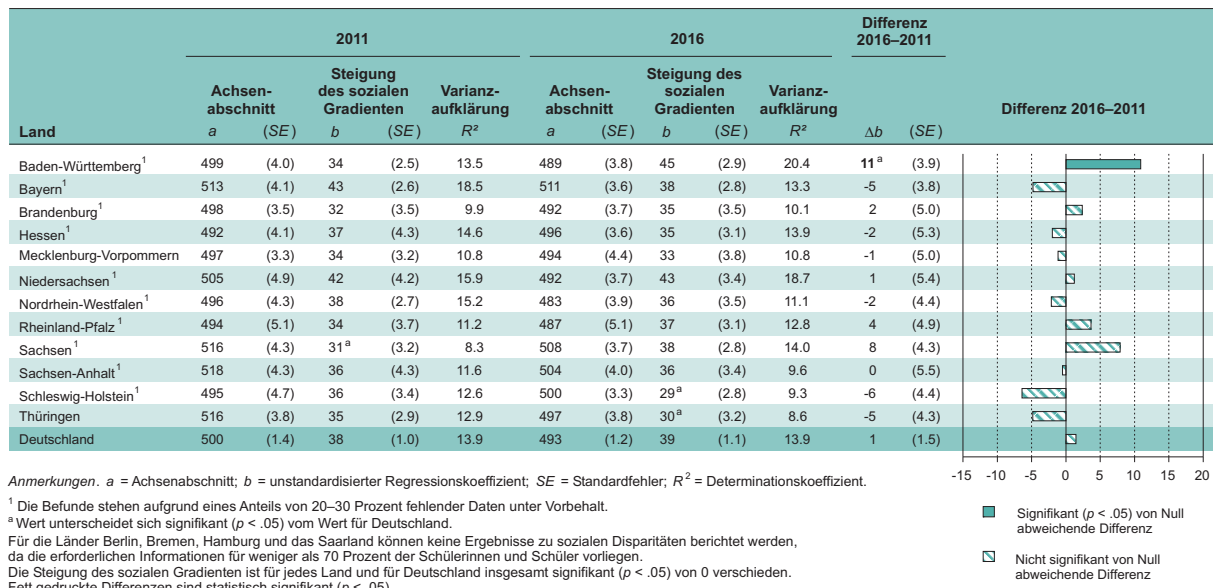 Differenz
2011 2016 2016–2011
Steigung Steigung des
Achsen- des sozialen Varianz- Achsen- sozialen Varianz-
abschnitt Gradienten aufklärung abschnitt Gradienten aufklärung Differenz 2016–2011
Land a (SE) b (SE) R² a (SE) b (SE) R² Δb (SE)
Baden-Württemberg¹ 499 (4.0) 34 (2.5) 13.5 489 (3.8) 45 (2.9) 20.4 11ᵃ (3.9)
Bayern¹ 513 (4.1) 43 (2.6) 18.5 511 (3.6) 38 (2.8) 13.3 -5 (3.8)
Brandenburg¹ 498 (3.5) 32 (3.5) 9.9 492 (3.7) 35 (3.5) 10.1 2 (5.0)
Hessen¹ 492 (4.1) 37 (4.3) 14.6 496 (3.6) 35 (3.1) 13.9 -2 (5.3)
Mecklenburg-Vorpommern 497 (3.3) 34 (3.2) 10.8 494 (4.4) 33 (3.8) 10.8 -1 (5.0)
Niedersachsen¹ 505 (4.9) 42 (4.2) 15.9 492 (3.7) 43 (3.4) 18.7 1 (5.4)
Nordrhein-Westfalen¹ 496 (4.3) 38 (2.7) 15.2 483 (3.9) 36 (3.5) 11.1 -2 (4.4)
Rheinland-Pfalz¹ 494 (5.1) 34 (3.7) 11.2 487 (5.1) 37 (3.1) 12.8 4 (4.9)
Sachsen¹ 516 (4.3) 31ᵃ (3.2) 8.3 508 (3.7) 38 (2.8) 14.0 8 (4.3)
Sachsen-Anhalt¹ 518 (4.3) 36 (4.3) 11.6 504 (4.0) 36 (3.4) 9.6 0 (5.5)
Schleswig-Holstein¹ 495 (4.7) 36 (3.4) 12.6 500 (3.3) 29ᵃ (2.8) 9.3 -6 (4.4)
Thüringen 516 (3.8) 35 (2.9) 12.9 497 (3.8) 30ᵃ (3.2) 8.6 -5 (4.3)
Deutschland 500 (1.4) 38 (1.0) 13.9 493 (1.2) 39 (1.1) 13.9 1 (1.5)
-15 -10 -5 0 5 10 15 20
Anmerkungen. a = Achsenabschnitt; b = unstandardisierter Regressionskoeffizient; SE = Standardfehler; R² = Determinationskoeffizient.
¹ Die Befunde stehen aufgrund eines Anteils von 20–30 Prozent fehlender Daten unter Vorbehalt.
ᵃ Wert unterscheidet sich signifikant (p < .05) vom Wert für Deutschland.
Für die Länder Berlin, Bremen, Hamburg und das Saarland können keine Ergebnisse zu sozialen Disparitäten berichtet werden,
da die erforderlichen Informationen für weniger als 70 Prozent der Schülerinnen und Schüler vorliegen.
Die Steigung des sozialen Gradienten ist für jedes Land und für Deutschland insgesamt signifikant (p < .05) von 0 verschieden.
Fett gedruckte Differenzen sind statistisch signifikant (p < .05).
Signifikant (p < .05) von Null
abweichende Differenz
Nicht signifikant von Null
abweichende Differenz